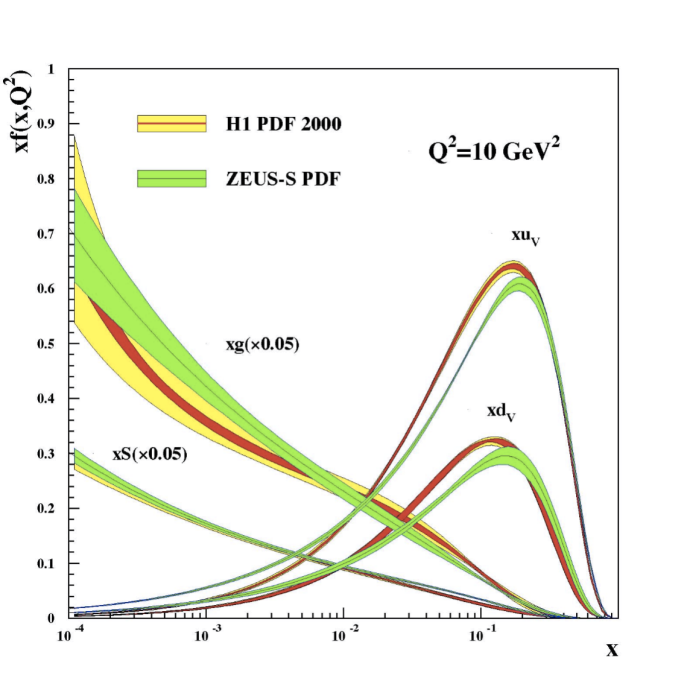 xf(x,Q²)
1
0.9
0.8
0.7
0.6
0.5
0.4
0.3
0.2
0.1
0
H1 PDF 2000
ZEUS-S PDF
Q²=10 GeV²
xu_V
xg(×0.05)
xd_V
xS(×0.05)
10⁻⁴
10⁻³
10⁻²
10⁻¹
x